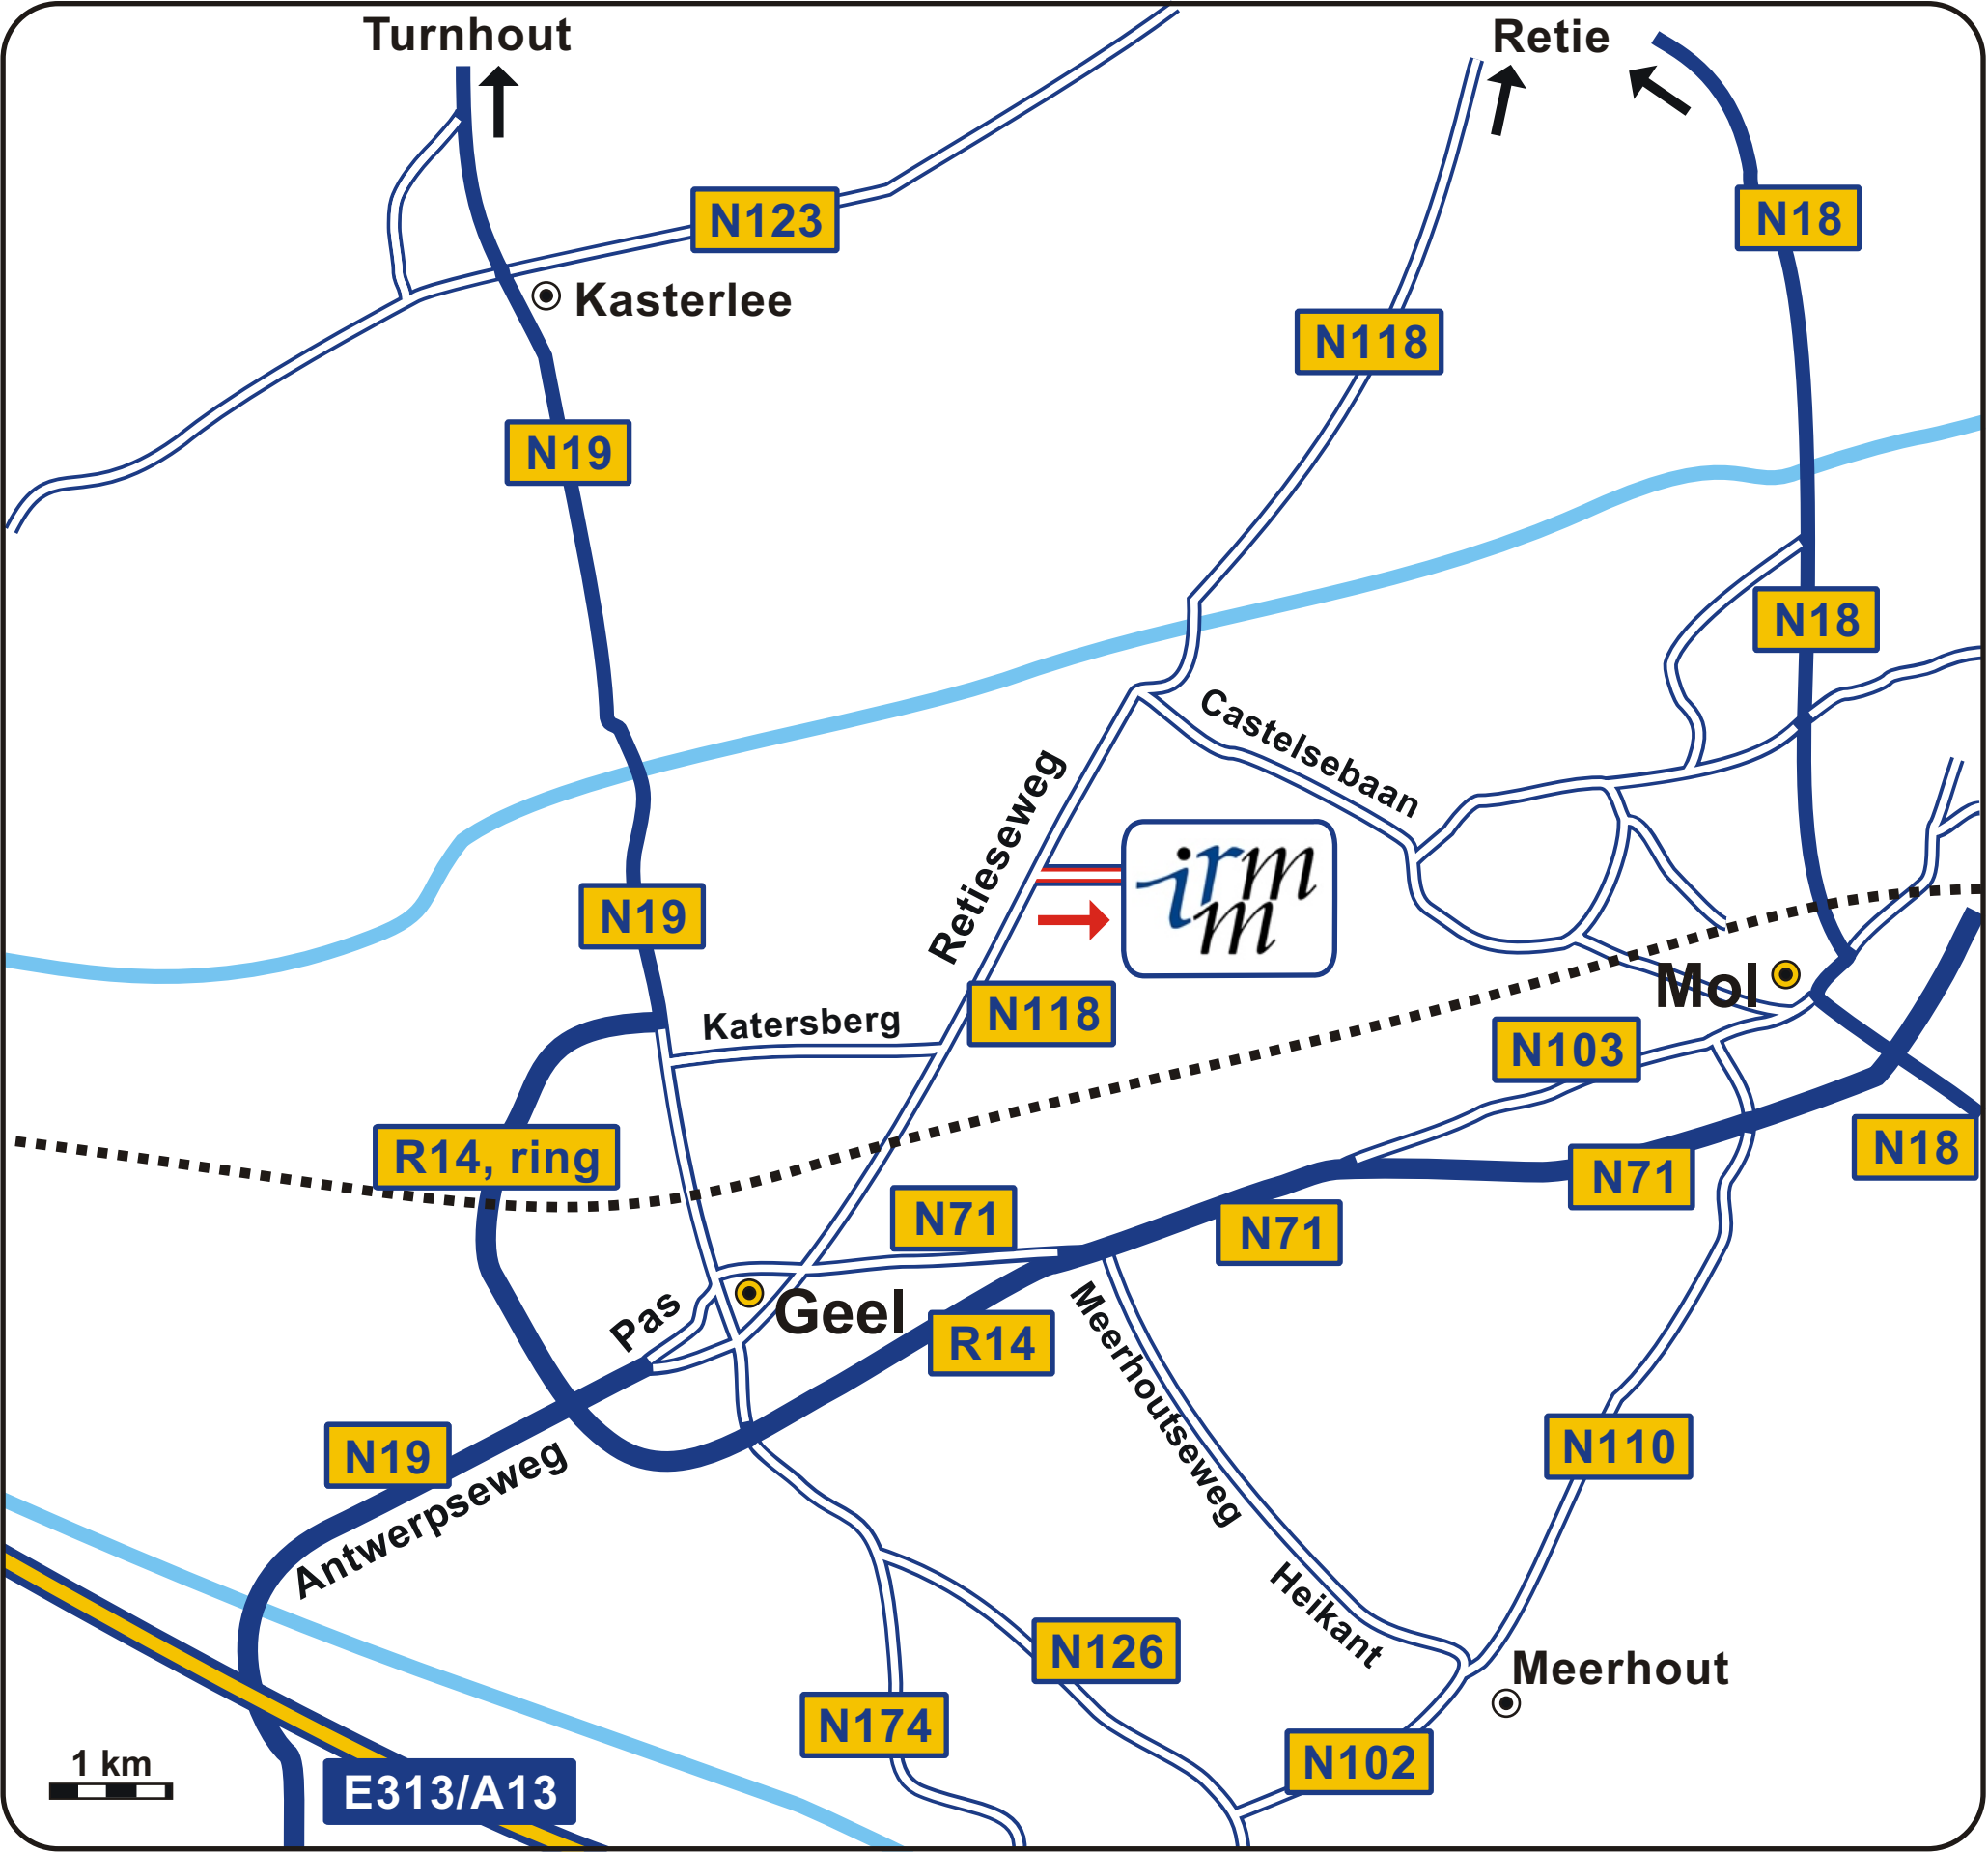 Turnhout
Retie
N123
N18
Kasterlee
N118
N19
N18
Castelsebaan
Retieseweg
irm
m
N19
Mol
N118
Katersberg
N103
R14, ring
N18
N71
N71
N71
Geel
Pas
R14
Meerhoutseweg
N19
Antwerpseweg
N110
Heikant
N126
Meerhout
N174
N102
1 km
E313/A13